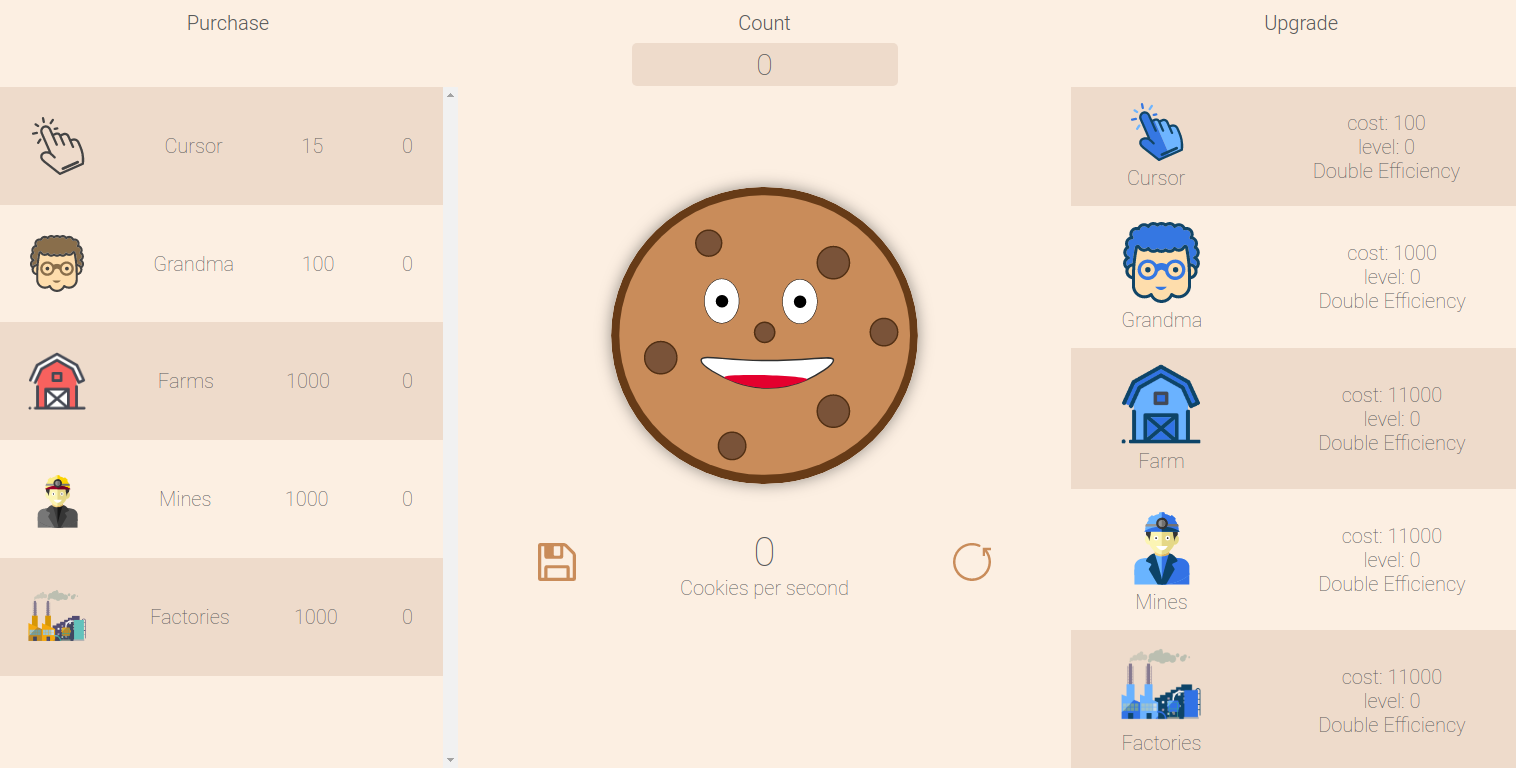 Purchase
Cursor 15 0
Grandma 100 0
Farms 1000 0
Mines 1000 0
Factories 1000 0
Count
0
0
Cookies per second
Upgrade
Cursor
cost: 100
level: 0
Double Efficiency
Grandma
cost: 1000
level: 0
Double Efficiency
Farm
cost: 11000
level: 0
Double Efficiency
Mines
cost: 11000
level: 0
Double Efficiency
Factories
cost: 11000
level: 0
Double Efficiency